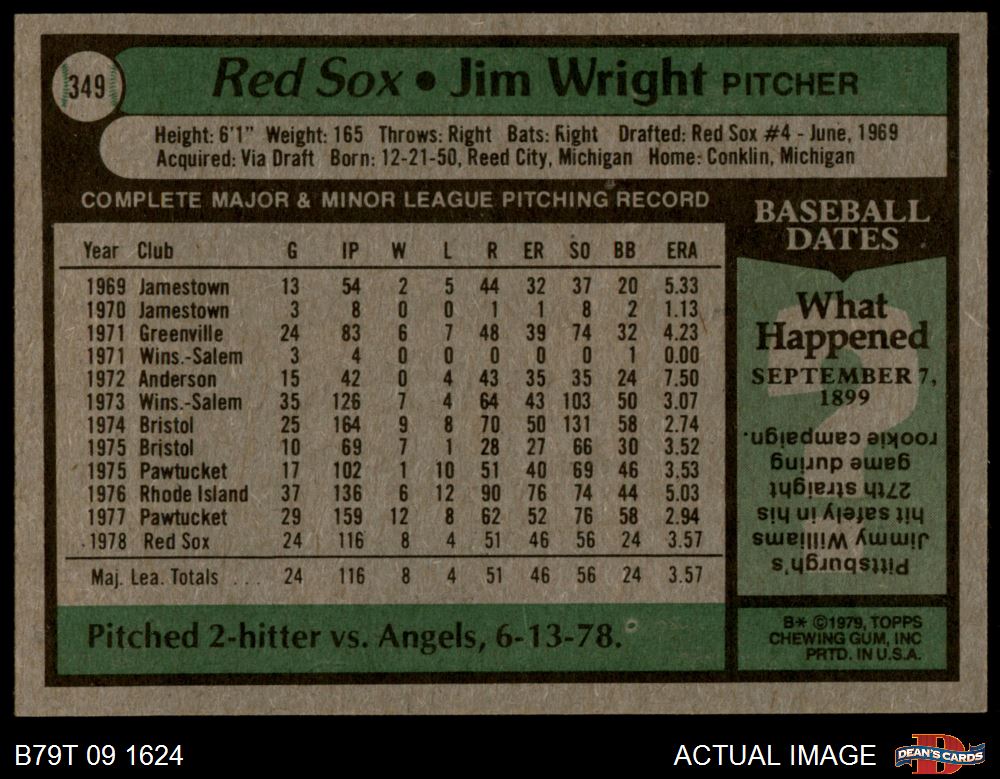 349
Red Sox • Jim Wright PITCHER
Height: 6'1" Weight: 165 Throws: Right Bats: Right Drafted: Red Sox #4 - June, 1969
Acquired: Via Draft Born: 12-21-50, Reed City, Michigan Home: Conklin, Michigan
COMPLETE MAJOR & MINOR LEAGUE PITCHING RECORD
Year Club G IP W L R ER SO BB ERA
1969 Jamestown 13 54 2 5 44 32 37 20 5.33
1970 Jamestown 3 8 0 0 1 1 8 2 1.13
1971 Greenville 24 83 6 7 48 39 74 32 4.23
1971 Wins.-Salem 3 4 0 0 0 0 0 1 0.00
1972 Anderson 15 42 0 4 43 35 35 24 7.50
1973 Wins.-Salem 35 126 7 4 64 43 103 50 3.07
1974 Bristol 25 164 9 8 70 50 131 58 2.74
1975 Bristol 10 69 7 1 28 27 66 30 3.52
1975 Pawtucket 17 102 1 10 51 40 69 46 3.53
1976 Rhode Island 37 136 6 12 90 76 74 44 5.03
1977 Pawtucket 29 159 12 8 62 52 76 58 2.94
1978 Red Sox 24 116 8 4 51 46 56 24 3.57
Maj. Lea. Totals . . . 24 116 8 4 51 46 56 24 3.57
Pitched 2-hitter vs. Angels, 6-13-78.
BASEBALL
DATES
What
Happened
SEPTEMBER 7,
1899
Pittsburgh's
Jimmy Williams
hit safely in his
27th straight
game during
rookie campaign.
B* ©1979, TOPPS
CHEWING GUM, INC
PRTD. IN U.S.A.
B79T 09 1624
ACTUAL IMAGE
DEAN'S CARDS